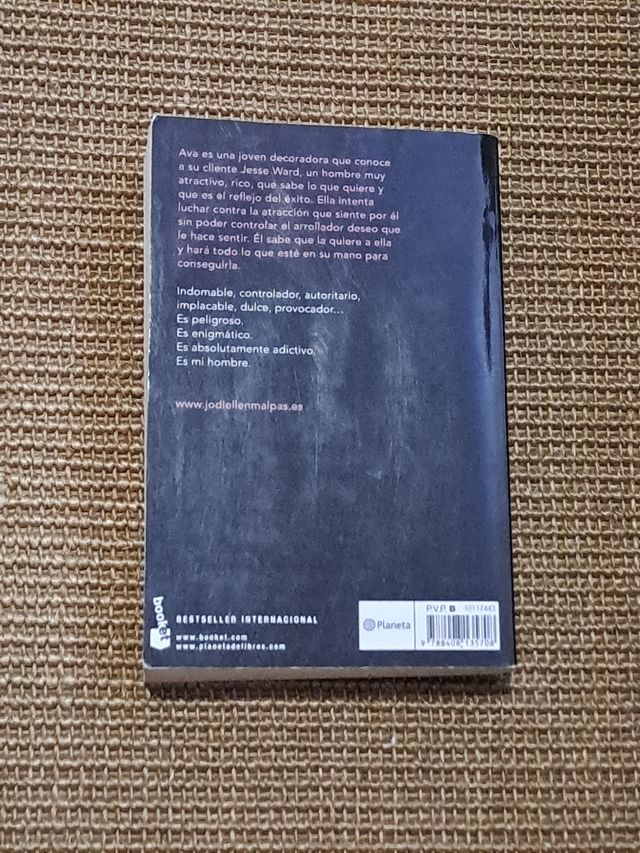 Ava es una joven decoradora que conoce
a su cliente Jesse Ward, un hombre muy
atractivo, rico, que sabe lo que quiere y
que es el reflejo del éxito. Ella intenta
luchar contra la atracción que siente por él
sin poder controlar el arrollador deseo que
le hace sentir. Él sabe que la quiere a ella
y hará todo lo que esté en su mano para
conseguirla.
Indomable, controlador, autoritario,
implacable, dulce, provocador...
Es peligroso.
Es enigmático.
Es absolutamente adictivo.
Es mi hombre.
www.jodiellenmalpas.es
booket
BESTSELLER INTERNACIONAL
www.booket.com
www.planetadelibros.com
Planeta
P.V.P. B 10117443
9 788408 135708